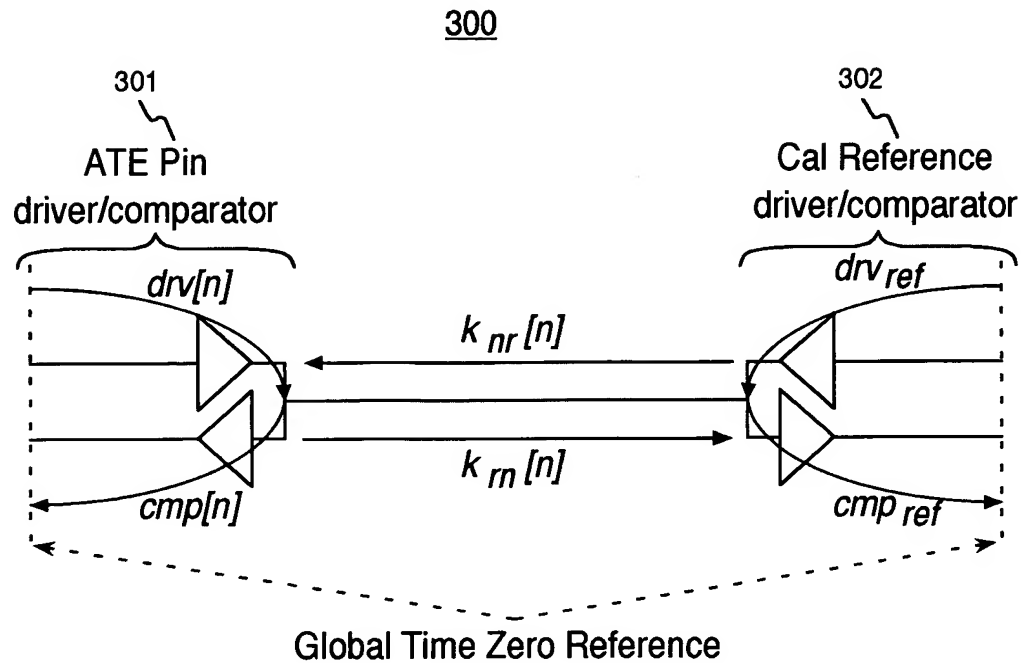 300
301
302
ATE Pin
driver/comparator
Cal Reference
driver/comparator
drv[n]
drv ref
k nr [n]
k rn [n]
cmp[n]
cmp ref
Global Time Zero Reference